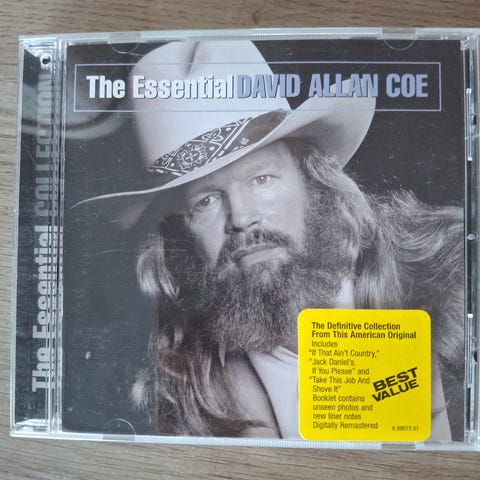 The Essential DAVID ALLAN COE
The Essential COLLECTION
The Definitive Collection
From This American Original
Includes
"If That Ain't Country,"
"Jack Daniel's,
If You Please" and
"Take This Job And
Shove It"
Booklet contains
unseen photos and
new liner notes
Digitally Remastered
BEST
VALUE
K 89073 S1